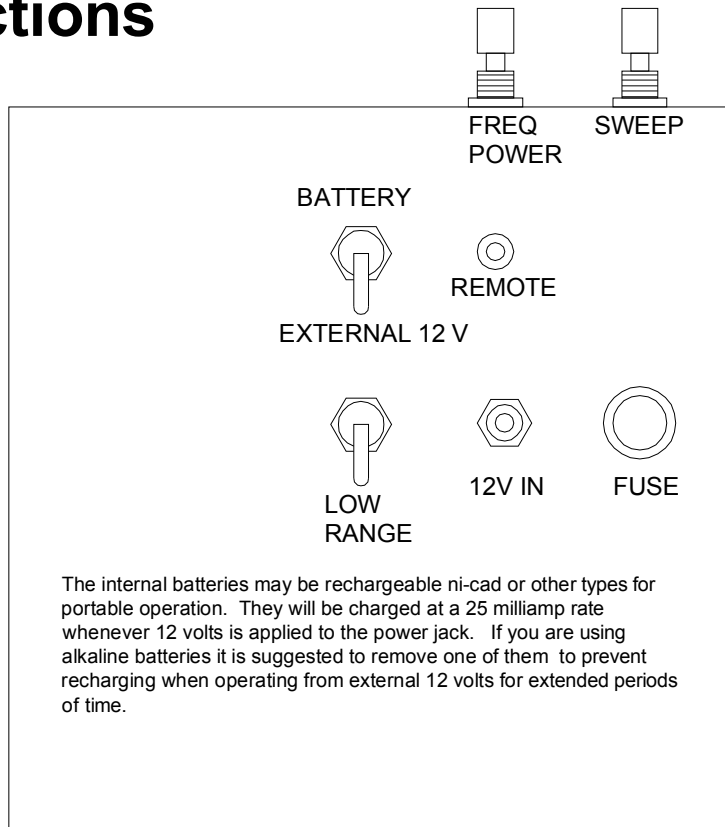 ctions
FREQ SWEEP
POWER
BATTERY
REMOTE
EXTERNAL 12 V
12V IN FUSE
LOW
RANGE
The internal batteries may be rechargeable ni-cad or other types for
portable operation. They will be charged at a 25 milliamp rate
whenever 12 volts is applied to the power jack. If you are using
alkaline batteries it is suggested to remove one of them to prevent
recharging when operating from external 12 volts for extended periods
of time.